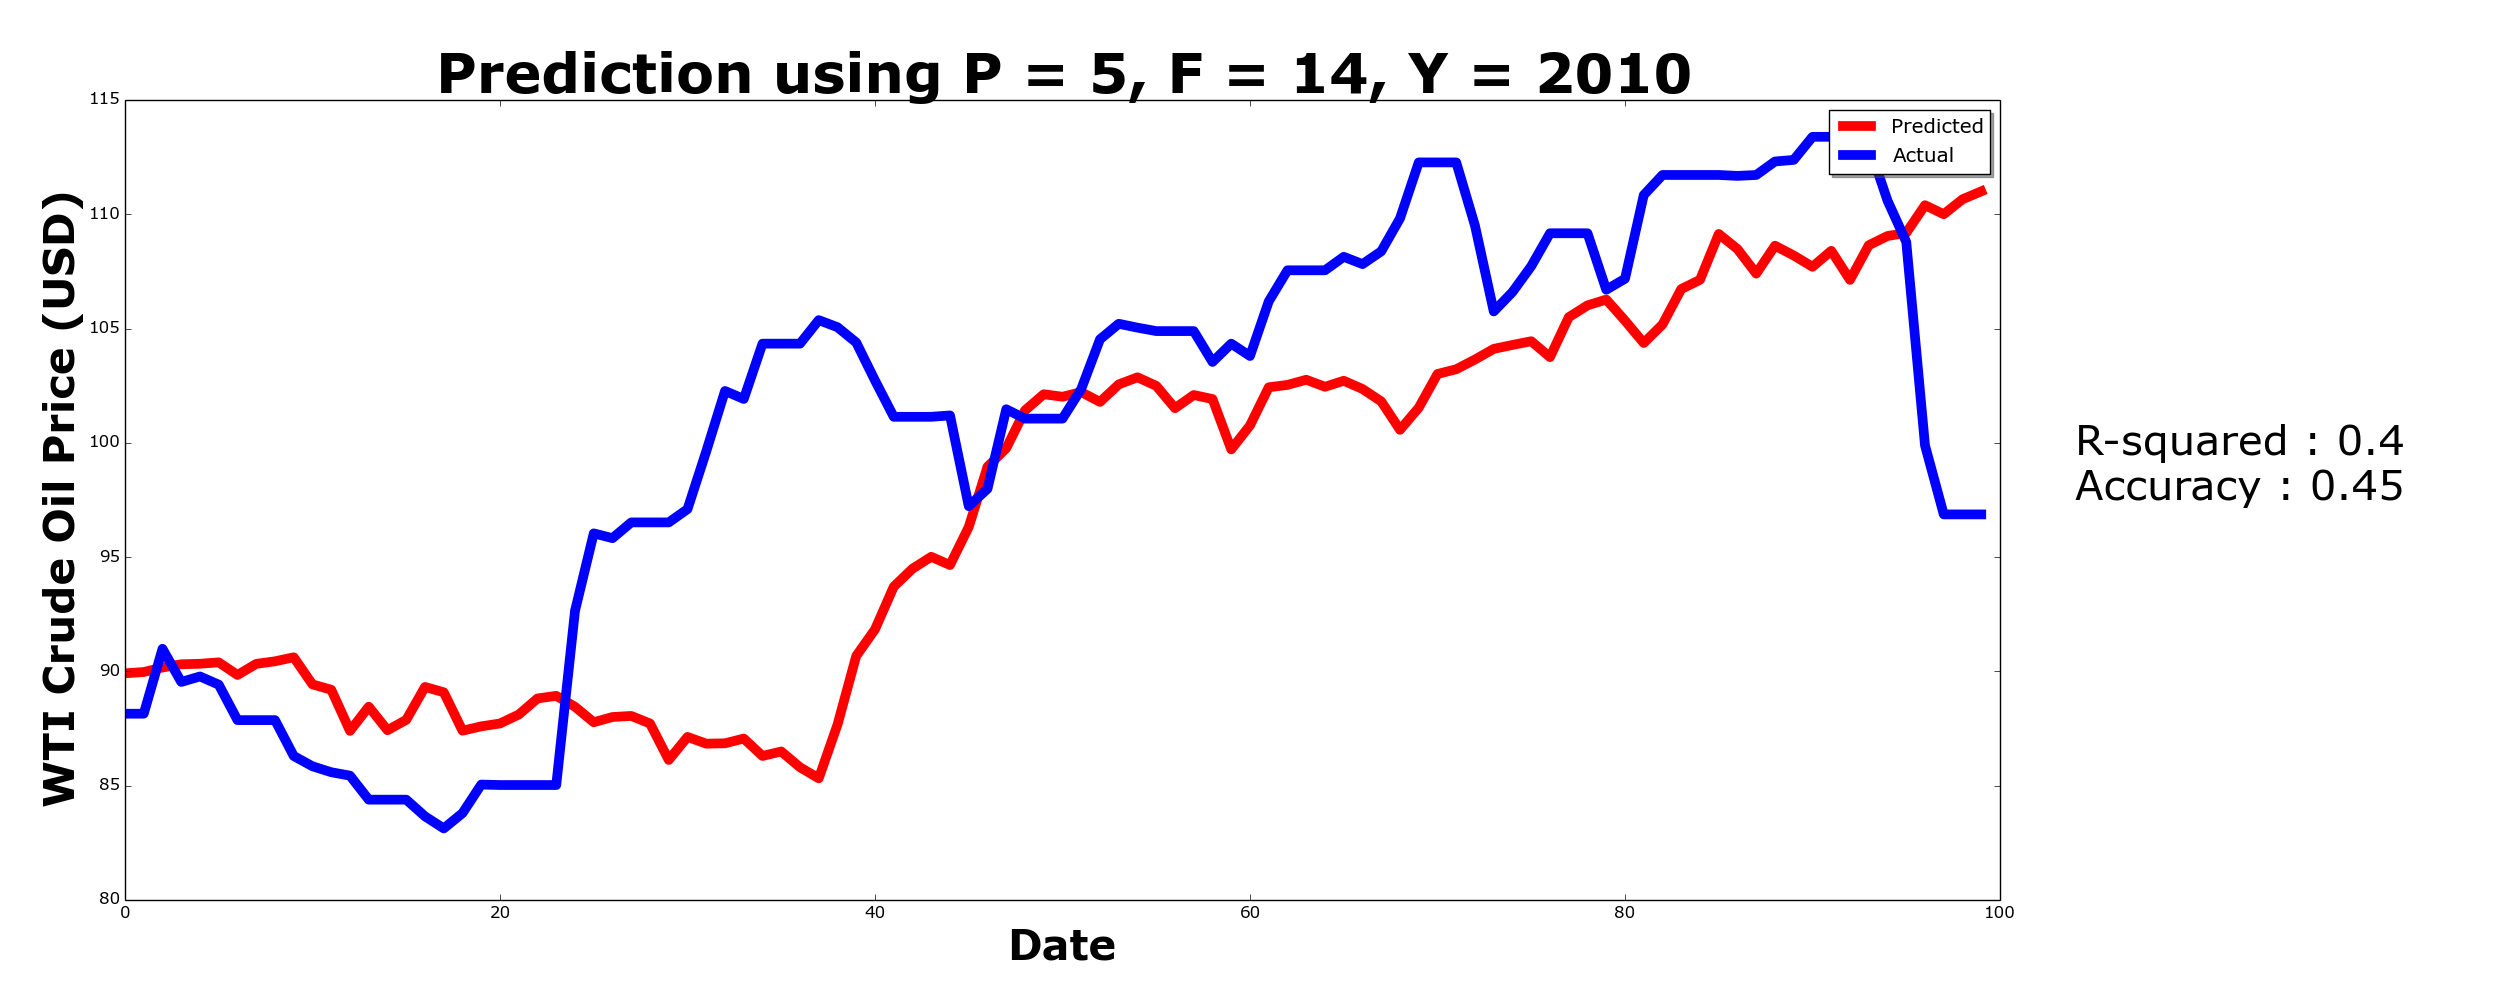 Prediction using P = 5, F = 14, Y = 2010
Predicted
Actual
WTI Crude Oil Price (USD)
115
110
105
100
95
90
85
80
0 20 40 60 80 100
Date
R-squared : 0.4
Accuracy : 0.45